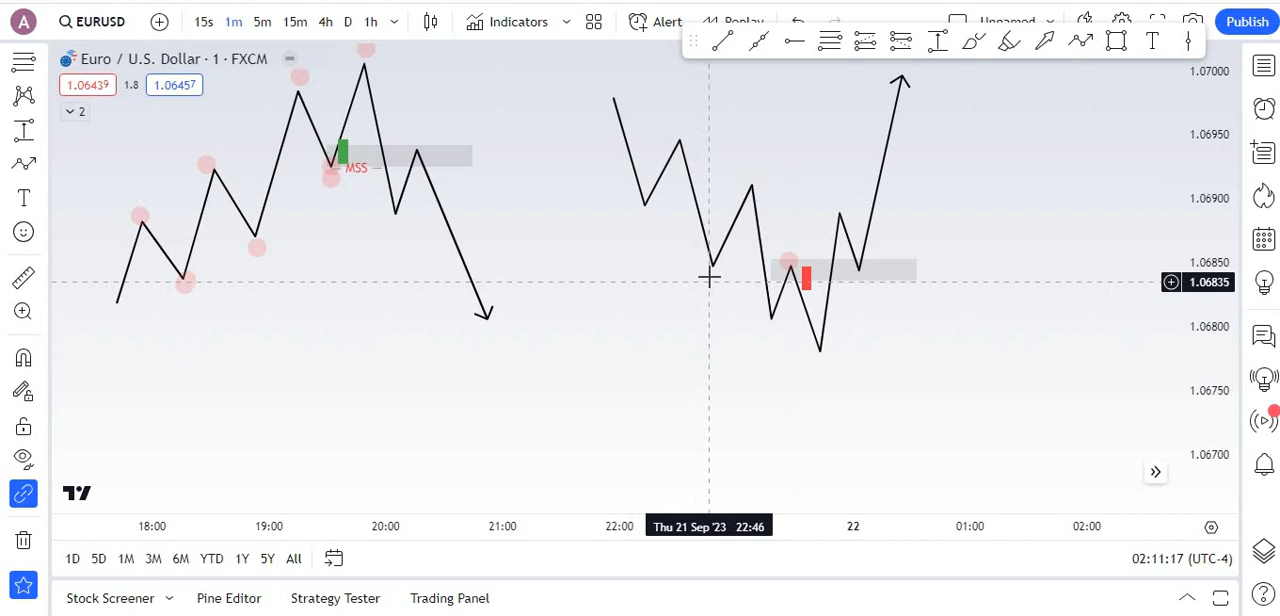 A
EURUSD
15s 1m 5m 15m 4h D 1h
Indicators
Alert
Replay
Unnamed
Publish
Euro / U.S. Dollar · 1 · FXCM
1.06439 1.8 1.06457
2
MSS
1.07000
1.06950
1.06900
1.06850
1.06835
1.06800
1.06750
1.06700
18:00 19:00 20:00 21:00 22:00 Thu 21 Sep '23 22:46 22 01:00 02:00
1D 5D 1M 3M 6M YTD 1Y 5Y All
02:11:17 (UTC-4)
Stock Screener Pine Editor Strategy Tester Trading Panel